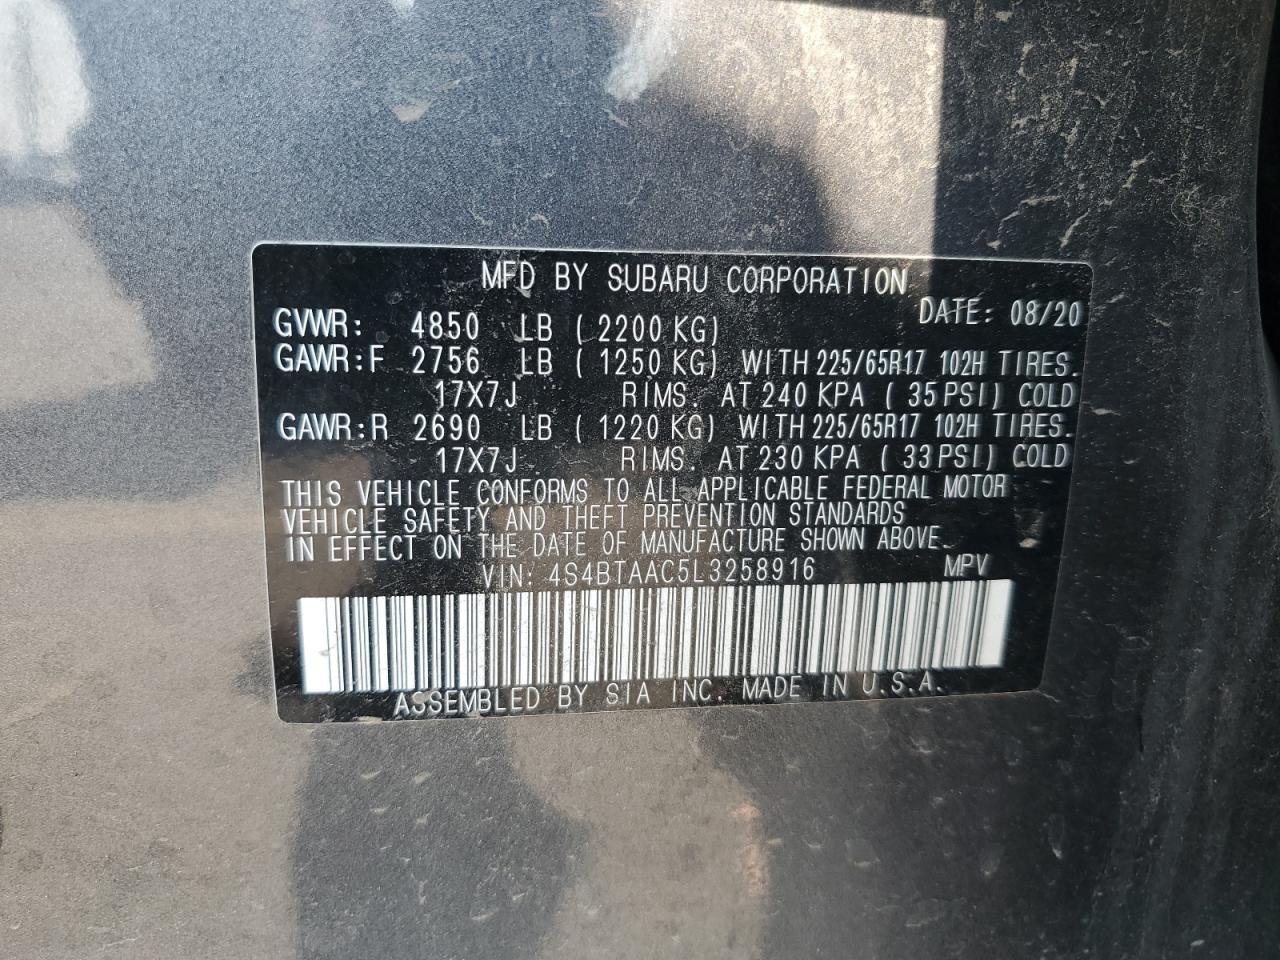 MFD BY SUBARU CORPORATION
DATE: 08/20
GVWR: 4850 LB ( 2200 KG)
GAWR:F 2756 LB ( 1250 KG) WITH 225/65R17 102H TIRES.
17X7J RIMS. AT 240 KPA ( 35 PSI) COLD
GAWR:R 2690 LB ( 1220 KG) WITH 225/65R17 102H TIRES.
17X7J RIMS. AT 230 KPA ( 33 PSI) COLD
THIS VEHICLE CONFORMS TO ALL APPLICABLE FEDERAL MOTOR
VEHICLE SAFETY AND THEFT PREVENTION STANDARDS
IN EFFECT ON THE DATE OF MANUFACTURE SHOWN ABOVE.
VIN: 4S4BTAAC5L3258916 MPV
ASSEMBLED BY SIA INC. MADE IN U.S.A.